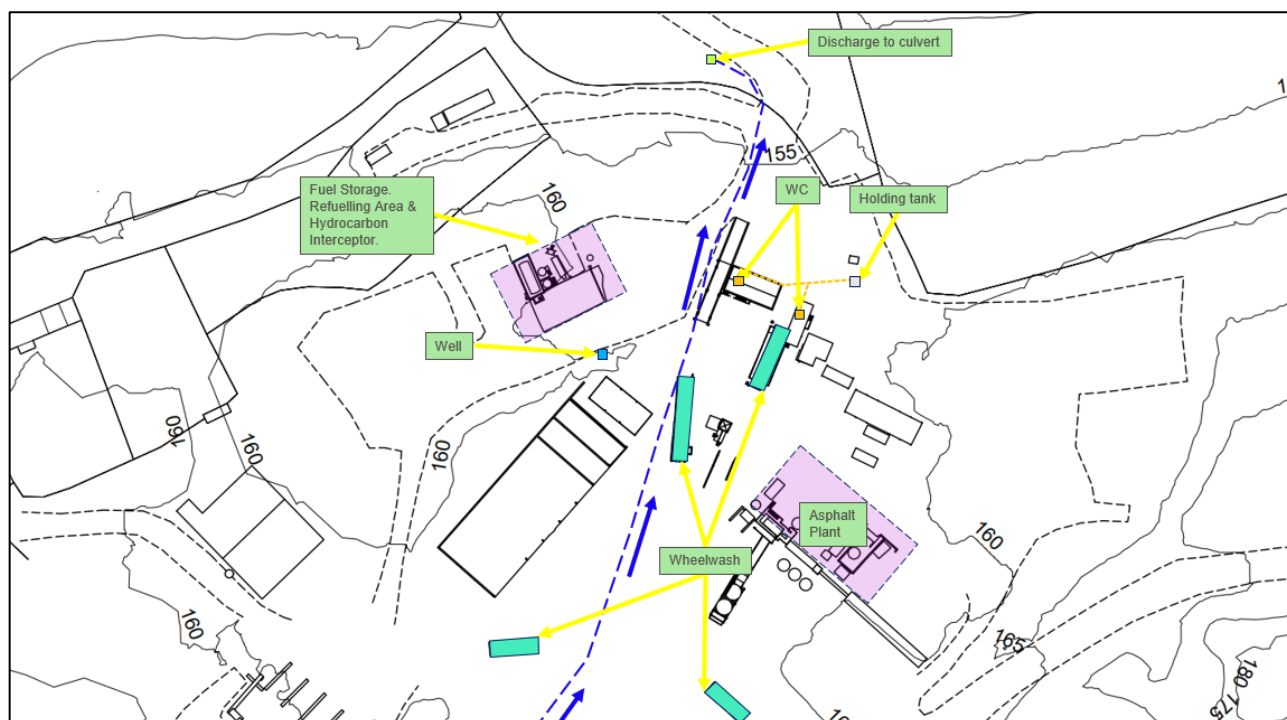 Discharge to culvert
1
155
WC
Holding tank
Fuel Storage.
Refuelling Area &
Hydrocarbon
Interceptor.
160
Well
160
160
160
Asphalt
Plant
160
Wheelwash
160
165
180
175